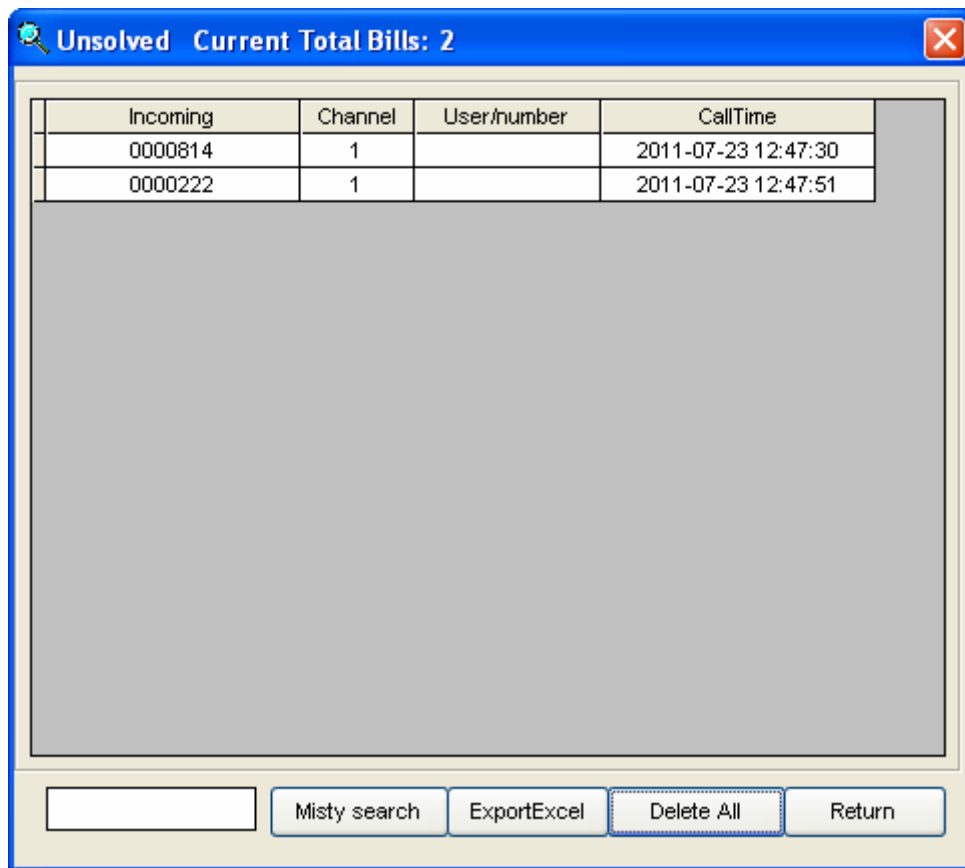 Unsolved Current Total Bills: 2
Incoming Channel User/number CallTime
0000814 1 2011-07-23 12:47:30
0000222 1 2011-07-23 12:47:51
Misty search ExportExcel Delete All Return